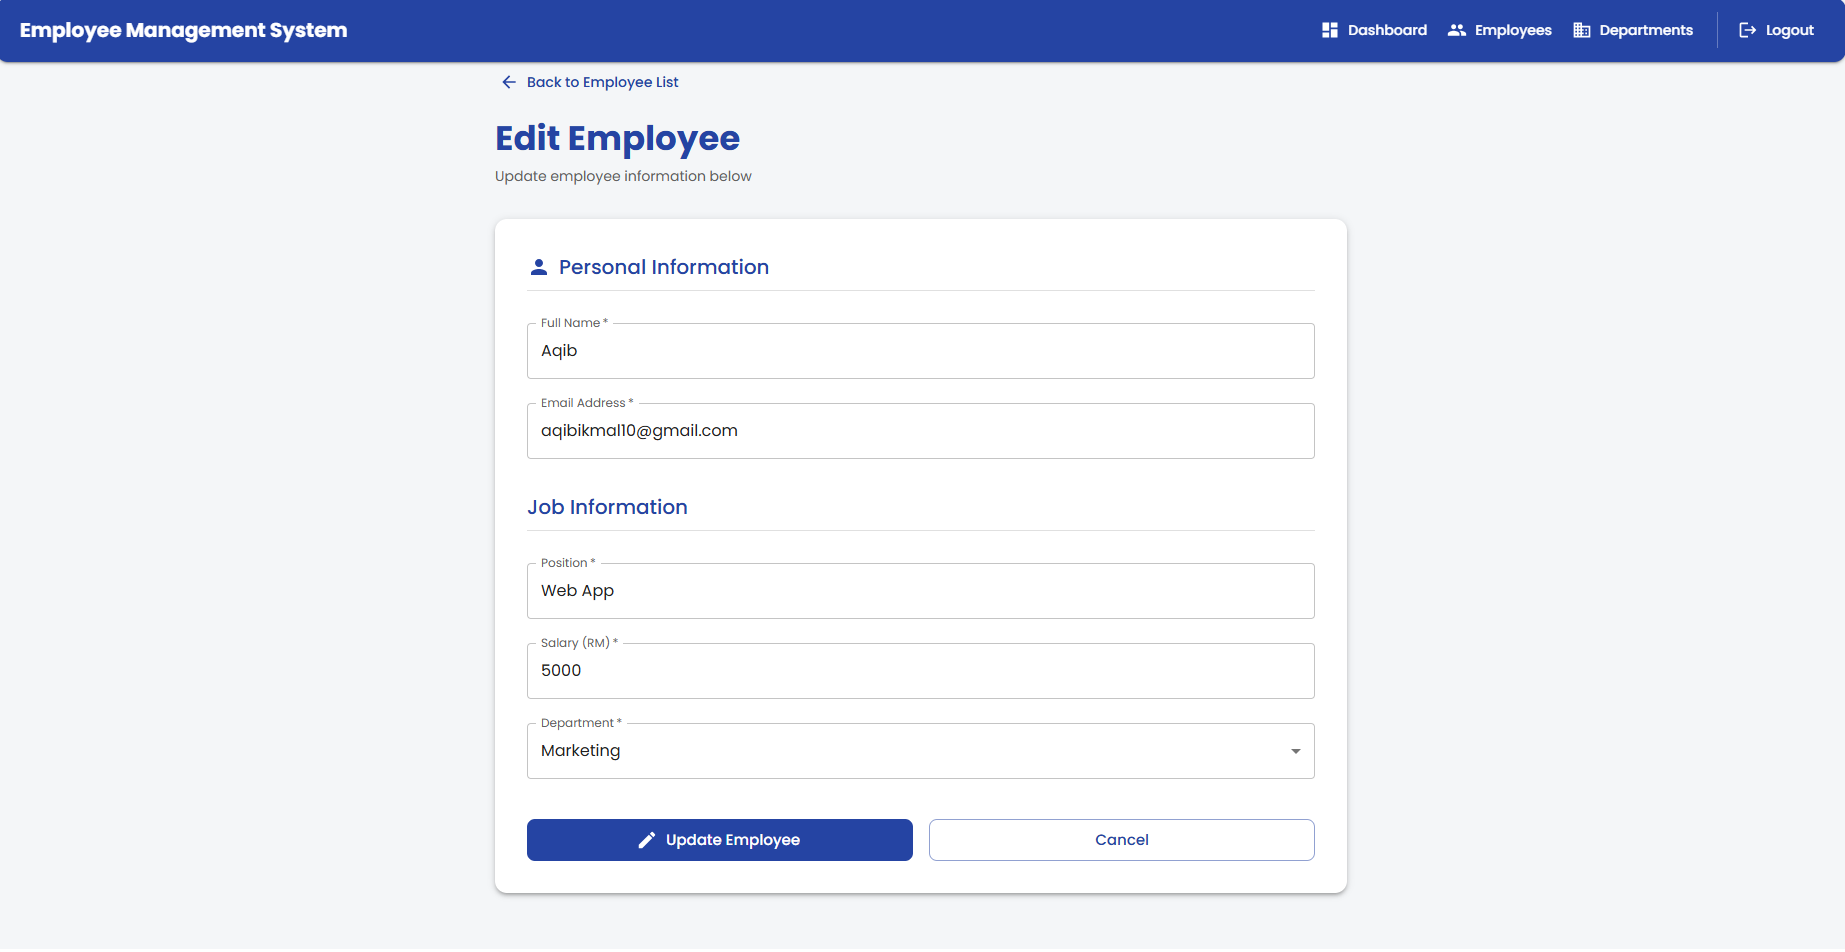 Employee Management System
Dashboard
Employees
Departments
Logout
Back to Employee List
Edit Employee
Update employee information below
Personal Information
Full Name *
Aqib
Email Address *
aqibikmal10@gmail.com
Job Information
Position *
Web App
Salary (RM) *
5000
Department *
Marketing
Update Employee
Cancel